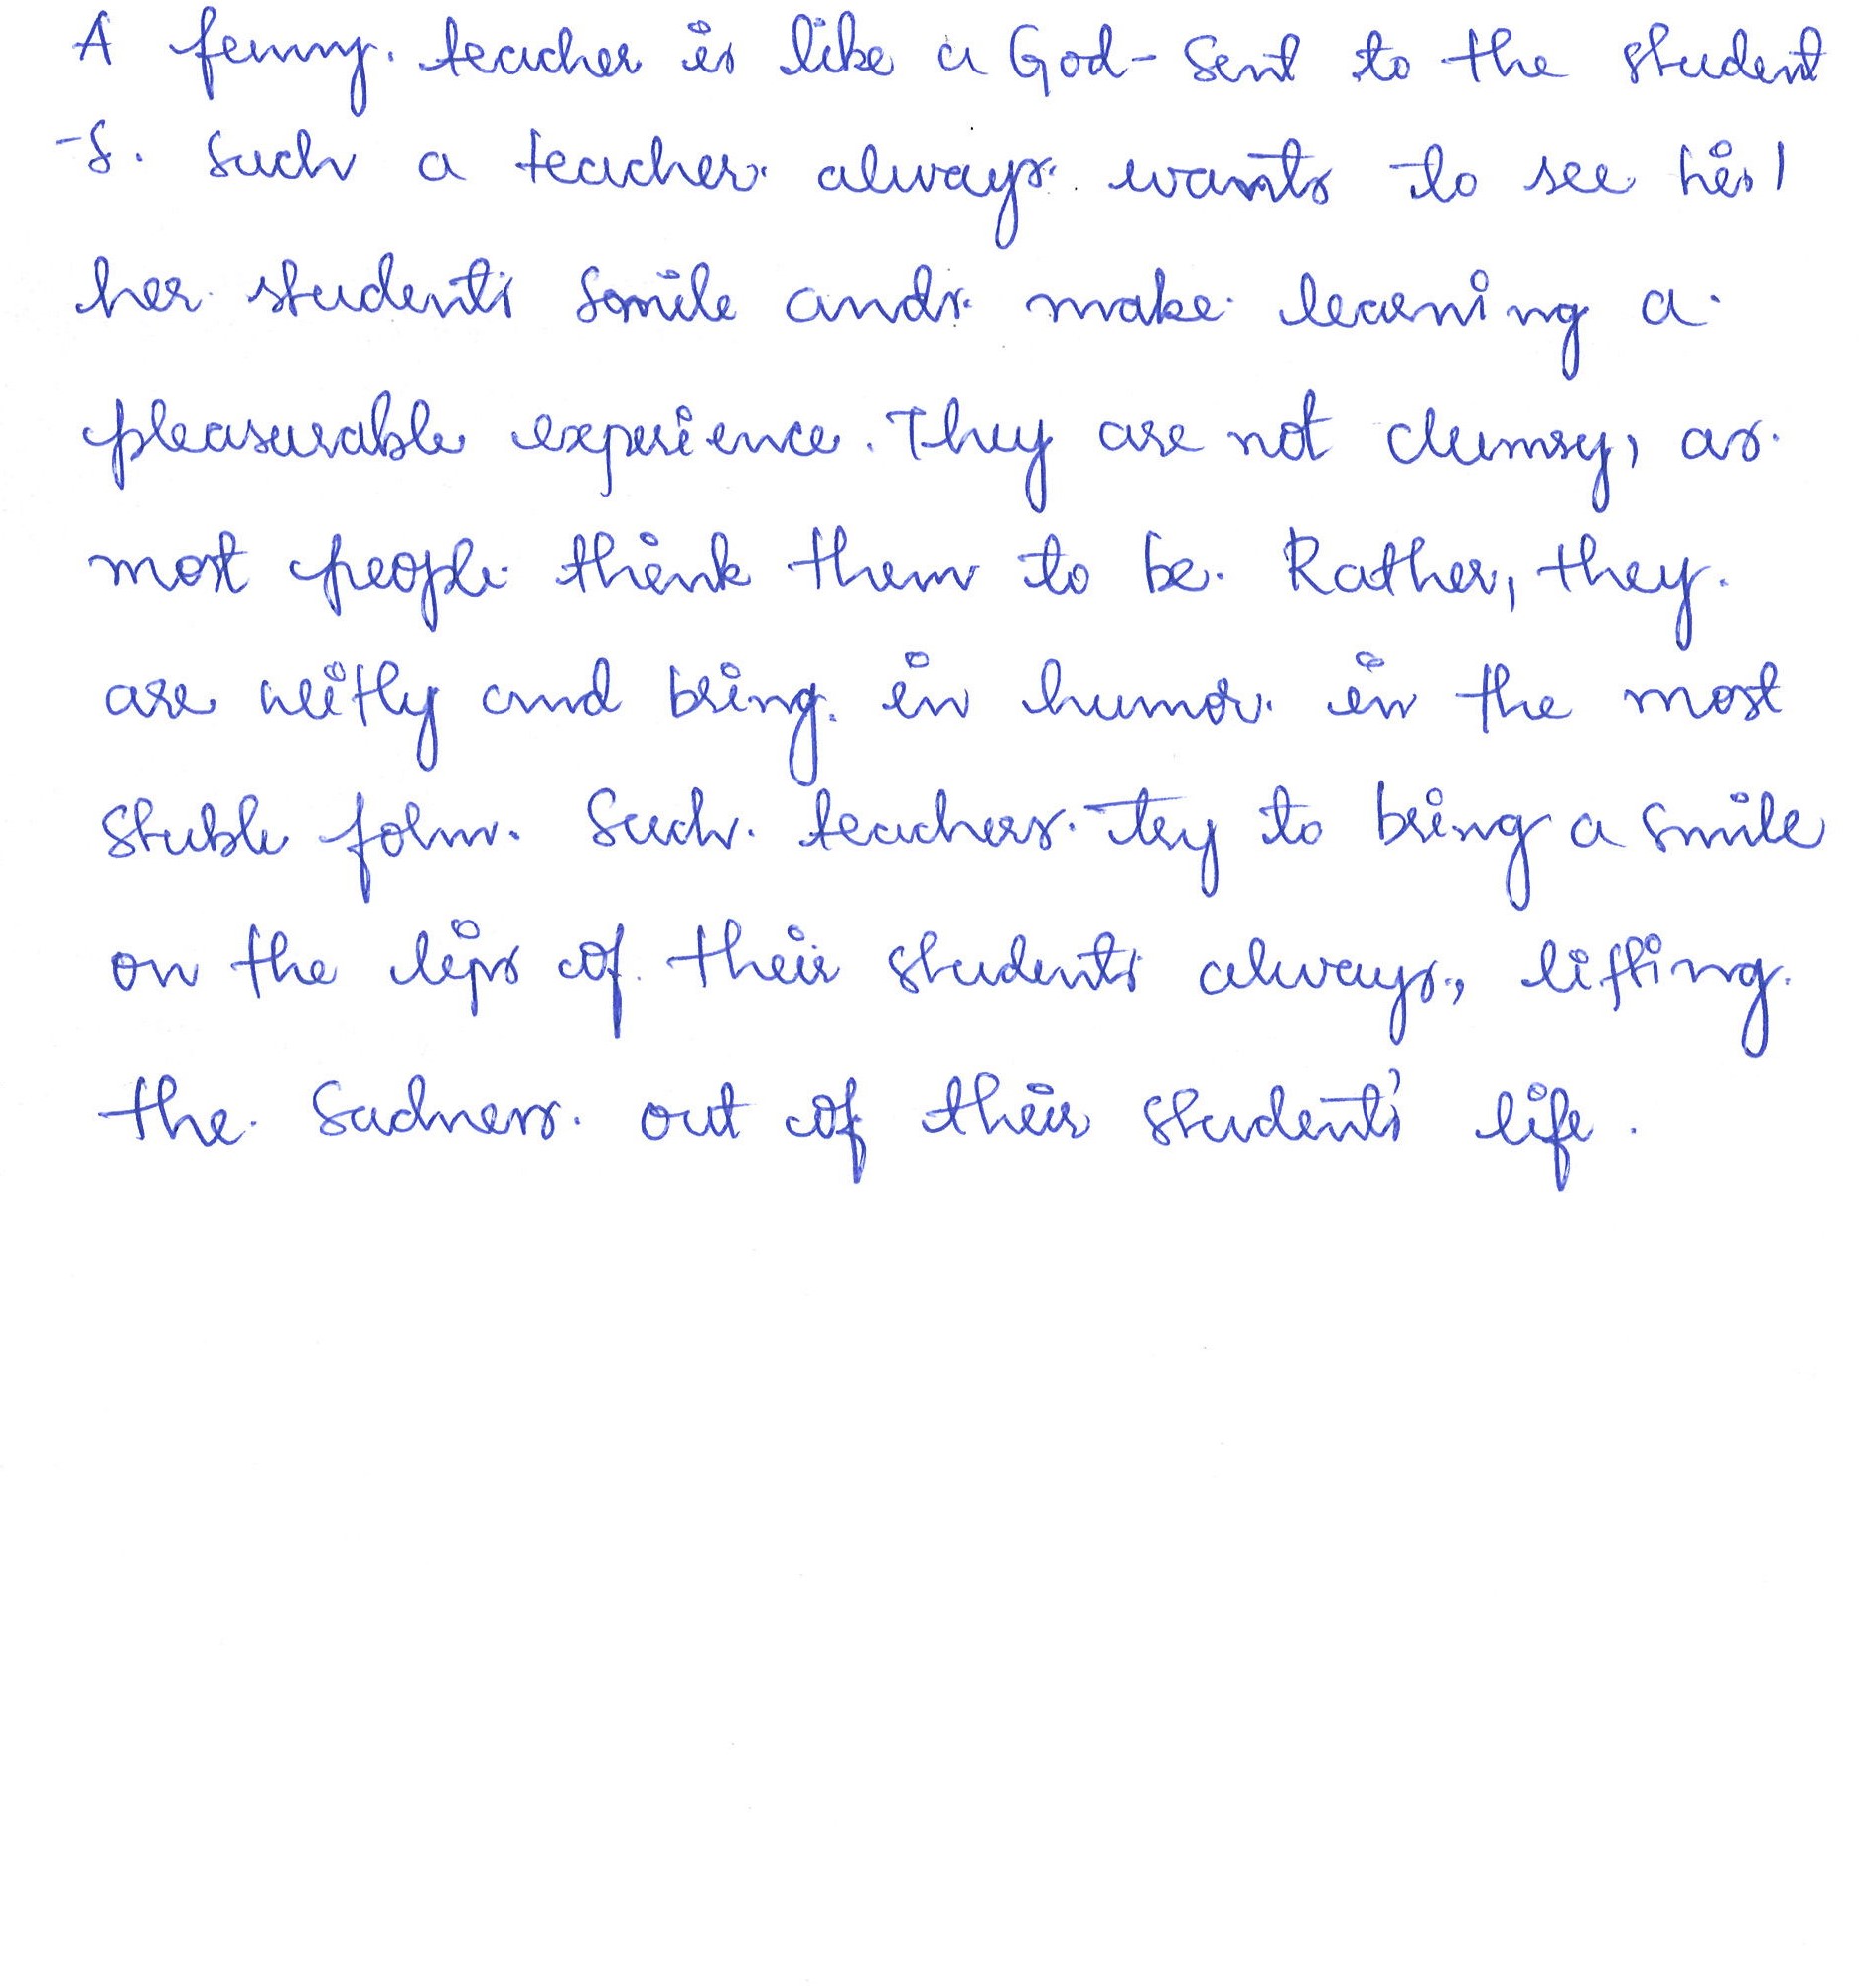 A funny teacher is like a God-Sent to the student
-s. Such a teacher always wants to see his/
her students smile and make learning a
pleasurable experience. They are not clumsy, as
most people think them to be. Rather, they
are witty and bring in humor in the most
stuble form. Such teachers try to bring a smile
on the lips of their students always, lifting
the sadness out of their students' life.